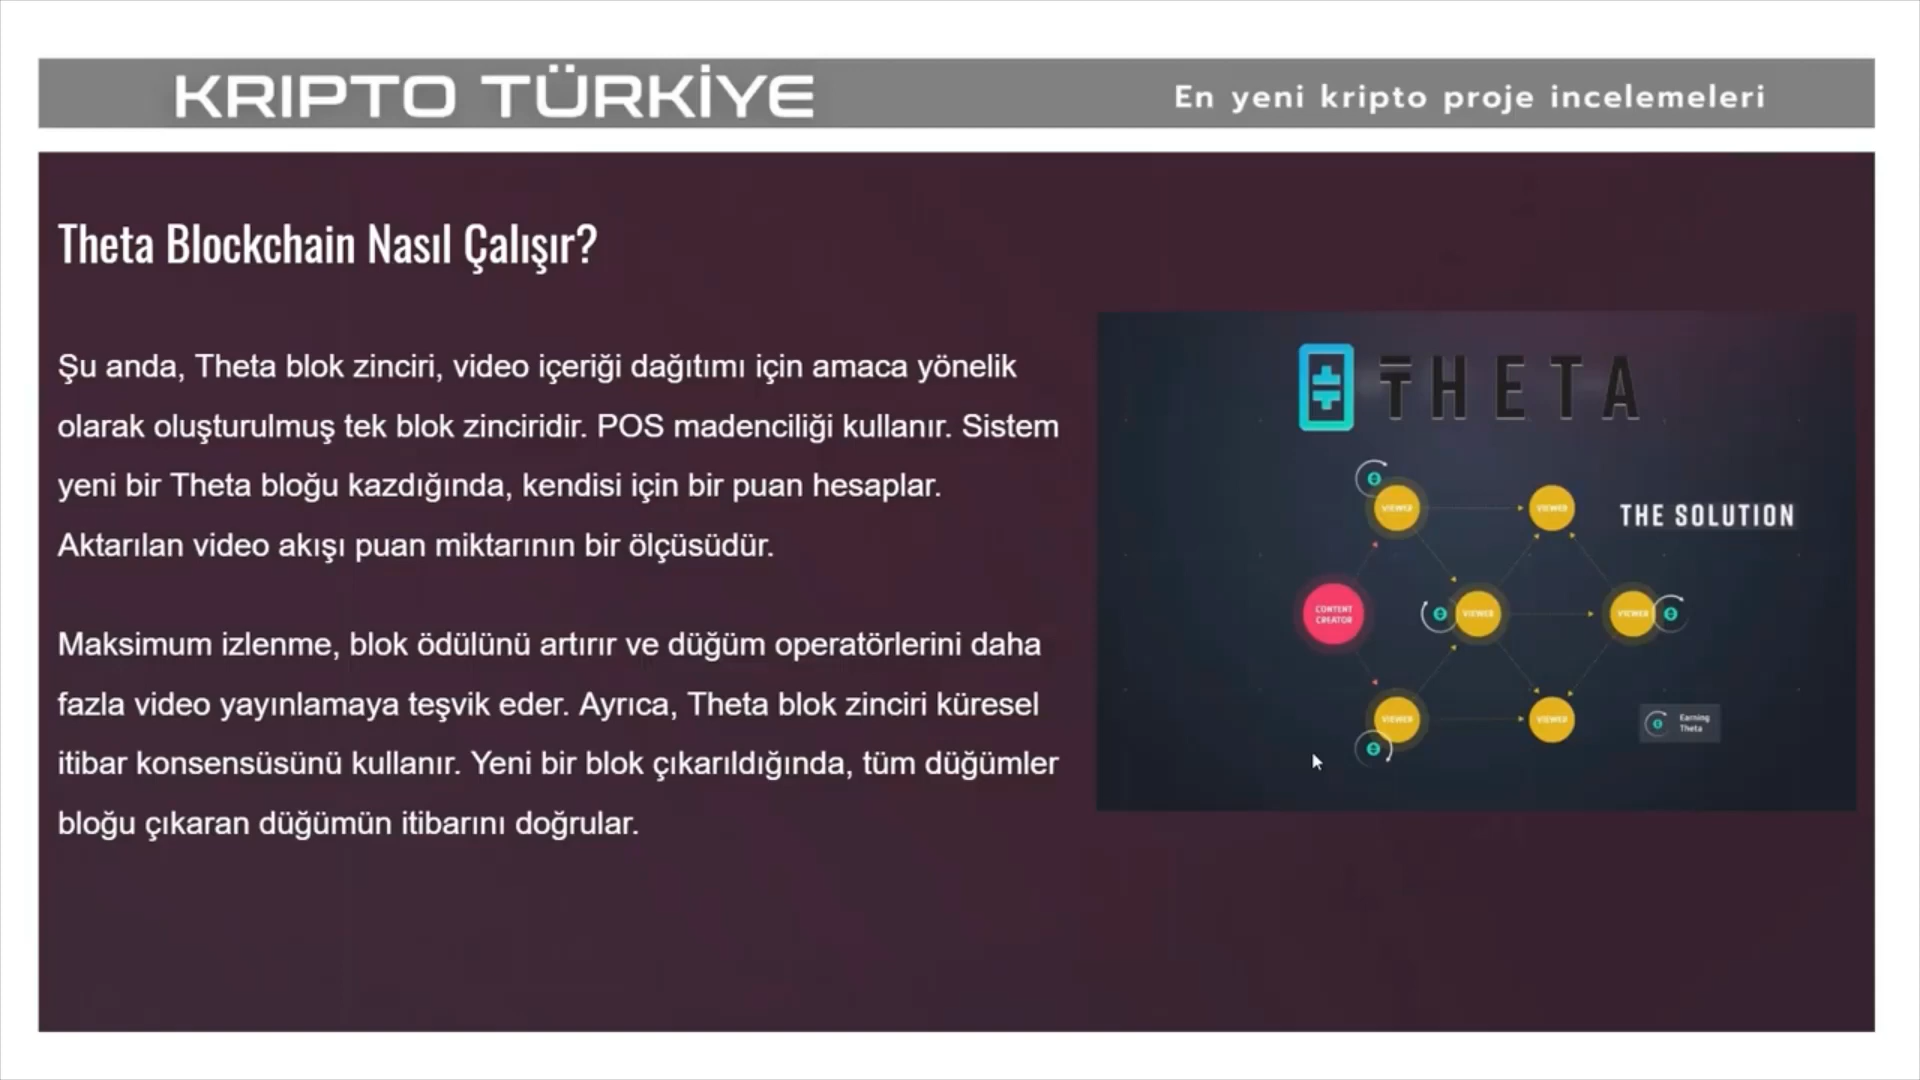 KRIPTO TÜRKİYE
En yeni kripto proje incelemeleri
Theta Blockchain Nasıl Çalışır?
Şu anda, Theta blok zinciri, video içeriği dağıtımı için amaca yönelik
olarak oluşturulmuş tek blok zinciridir. POS madenciliği kullanır. Sistem
yeni bir Theta bloğu kazdığında, kendisi için bir puan hesaplar.
Aktarılan video akışı puan miktarının bir ölçüsüdür.
Maksimum izlenme, blok ödülünü artırır ve düğüm operatörlerini daha
fazla video yayınlamaya teşvik eder. Ayrıca, Theta blok zinciri küresel
itibar konsensüsünü kullanır. Yeni bir blok çıkarıldığında, tüm düğümler
bloğu çıkaran düğümün itibarını doğrular.
THETA
VIEWER
VIEWER
THE SOLUTION
CONTENT
CREATOR
VIEWER
VIEWER
VIEWER
VIEWER
Earning
Theta